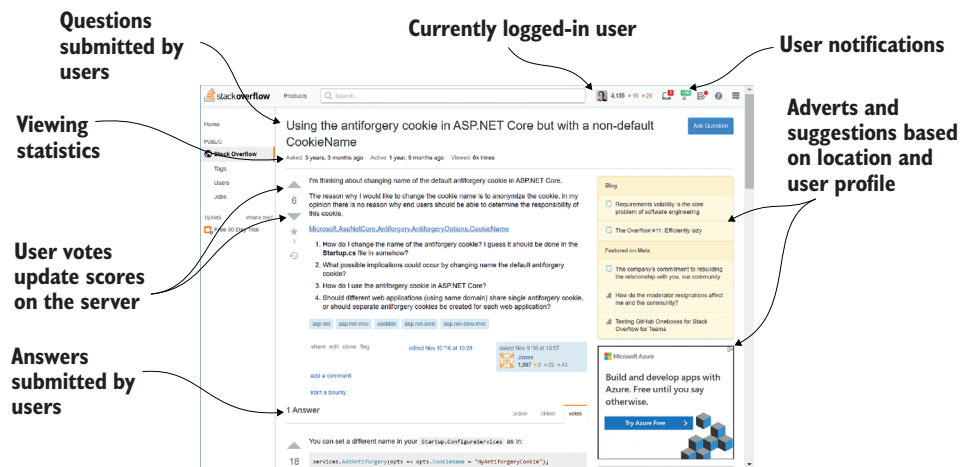 Questions
submitted by
users
Currently logged-in user
User notifications
Viewing
statistics
Adverts and
suggestions based
on location and
user profile
User votes
update scores
on the server
Answers
submitted by
users
stackoverflow
Products
Search...
4,155
Home
PUBLIC
Stack Overflow
Tags
Users
Jobs
TEAMS What's this?
Free 30 Day Trial
Using the antiforgery cookie in ASP.NET Core but with a non-default
CookieName
Ask Question
Asked 3 years, 3 months ago Active 1 year, 9 months ago Viewed 6k times
6
3
I'm thinking about changing name of the default antiforgery cookie in ASP.NET Core.
The reason why I would like to change the cookie name is to anonymize the cookie, in my
opinion there is no reason why end users should be able to determine the responsibility of
this cookie.
Microsoft.AspNetCore.Antiforgery.AntiforgeryOptions.CookieName
1. How do I change the name of the antiforgery cookie? I guess it should be done in the
Startup.cs file in somehow?
2. What possible implications could occur by changing name the default antiforgery
cookie?
3. How do I use the antiforgery cookie in ASP.NET Core?
4. Should different web applications (using same domain) share single antiforgery cookie,
or should separate antiforgery cookies be created for each web application?
asp.net asp.net-mvc cookies asp.net-core asp.net-core-mvc
share edit close flag
edited Nov 10 '16 at 10:28
asked Nov 9 '16 at 15:57
Jonas
1,387 2 22 43
add a comment
start a bounty
1 Answer
active oldest votes
18
You can set a different name in your Startup.ConfigureServices as in:
services.AddAntiforgery(opts => opts.CookieName = "MyAntiforgeryCookie");
Blog
Requirements volatility is the core
problem of software engineering
The Overflow #11: Efficiently lazy
Featured on Meta
The company's commitment to rebuilding
the relationship with you, our community
How do the moderator resignations affect
me and the community?
Testing GitHub Oneboxes for Stack
Overflow for Teams
Microsoft Azure
Build and develop apps with
Azure. Free until you say
otherwise.
Try Azure Free >